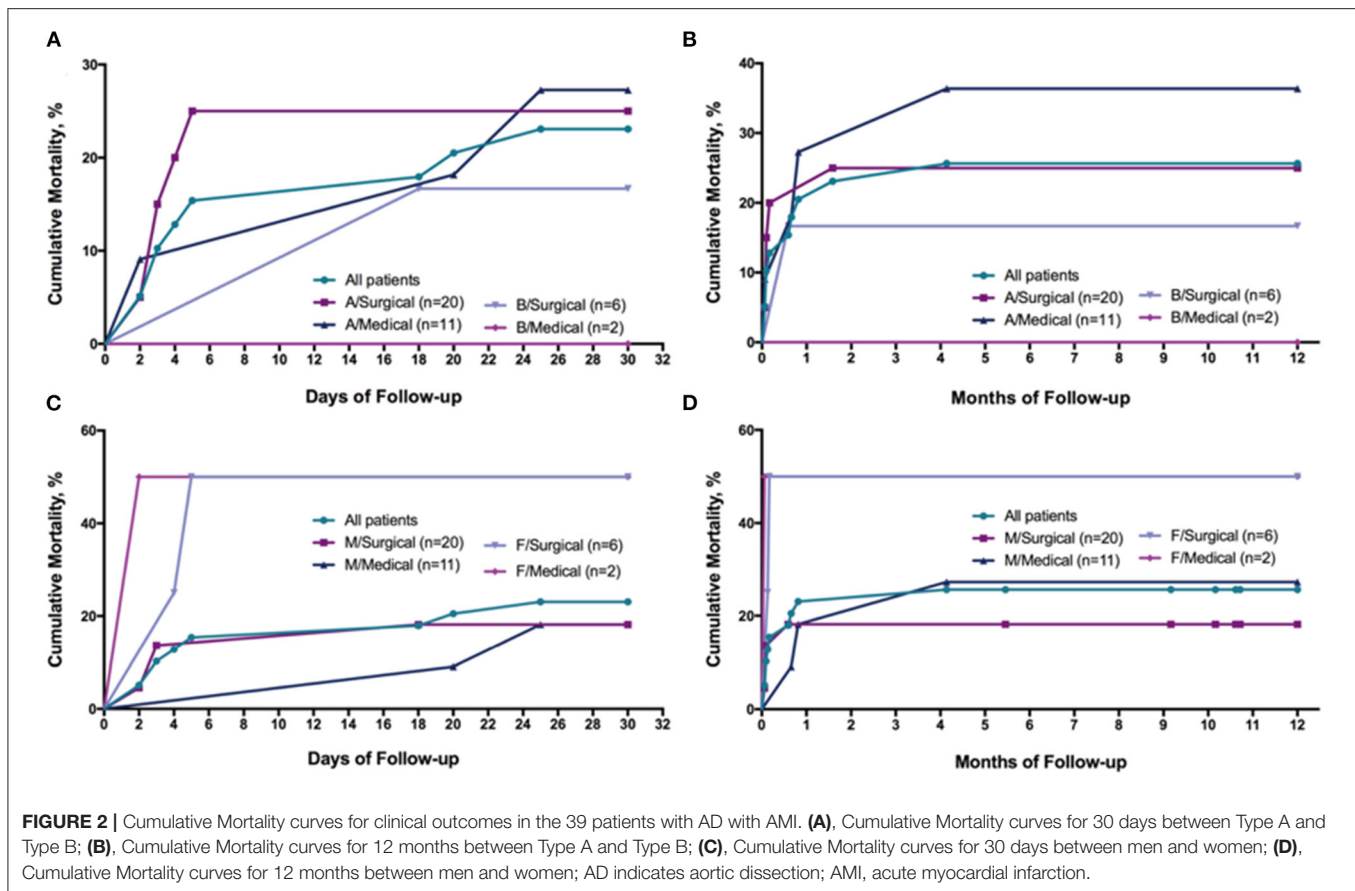 A
Cumulative Mortality, %
30
20
10
0
0 2 4 6 8 10 12 14 16 18 20 22 24 26 28 30 32
Days of Follow-up
All patients
A/Surgical (n=20)
A/Medical (n=11)
B/Surgical (n=6)
B/Medical (n=2)
B
Cumulative Mortality, %
40
30
20
10
0
0 1 2 3 4 5 6 7 8 9 10 11 12
Months of Follow-up
All patients
A/Surgical (n=20)
A/Medical (n=11)
B/Surgical (n=6)
B/Medical (n=2)
C
Cumulative Mortality, %
60
40
20
0
0 2 4 6 8 10 12 14 16 18 20 22 24 26 28 30 32
Days of Follow-up
All patients
M/Surgical (n=20)
M/Medical (n=11)
F/Surgical (n=6)
F/Medical (n=2)
D
Cumulative Mortality, %
60
40
20
0
0 1 2 3 4 5 6 7 8 9 10 11 12
Months of Follow-up
All patients
M/Surgical (n=20)
M/Medical (n=11)
F/Surgical (n=6)
F/Medical (n=2)
FIGURE 2 | Cumulative Mortality curves for clinical outcomes in the 39 patients with AD with AMI. (A), Cumulative Mortality curves for 30 days between Type A and
Type B; (B), Cumulative Mortality curves for 12 months between Type A and Type B; (C), Cumulative Mortality curves for 30 days between men and women; (D),
Cumulative Mortality curves for 12 months between men and women; AD indicates aortic dissection; AMI, acute myocardial infarction.